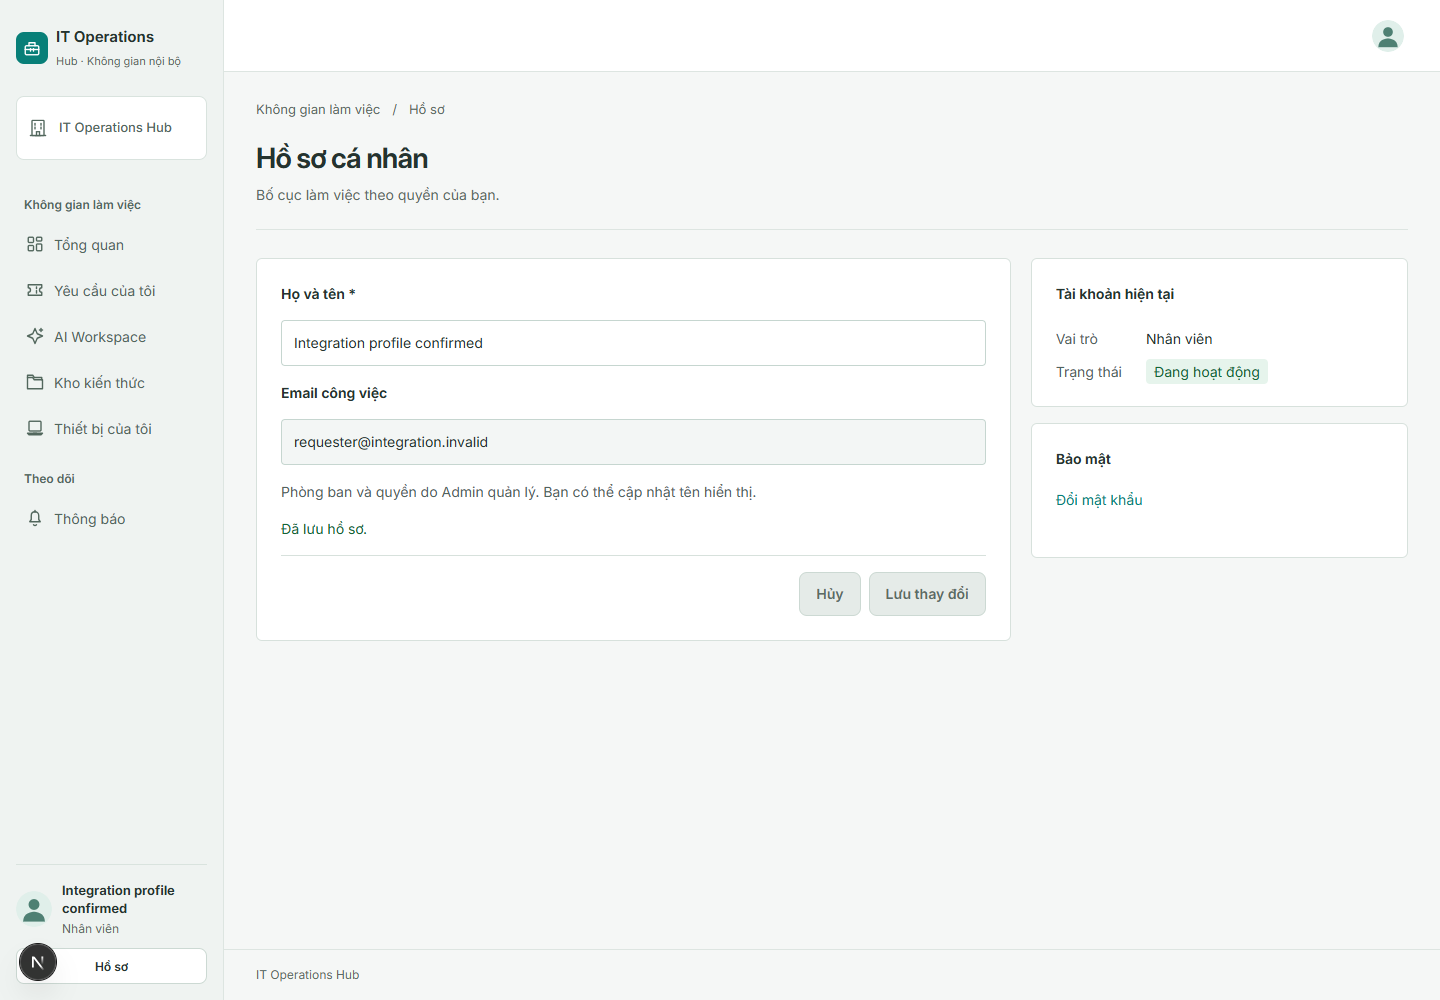 IT Operations
Hub · Không gian nội bộ
IT Operations Hub
Không gian làm việc
Tổng quan
Yêu cầu của tôi
AI Workspace
Kho kiến thức
Thiết bị của tôi
Theo dõi
Thông báo
Integration profile
confirmed
Nhân viên
N
Hồ sơ
Không gian làm việc / Hồ sơ
Hồ sơ cá nhân
Bố cục làm việc theo quyền của bạn.
Họ và tên *
Integration profile confirmed
Email công việc
requester@integration.invalid
Phòng ban và quyền do Admin quản lý. Bạn có thể cập nhật tên hiển thị.
Đã lưu hồ sơ.
Hủy
Lưu thay đổi
Tài khoản hiện tại
Vai trò Nhân viên
Trạng thái Đang hoạt động
Bảo mật
Đổi mật khẩu
IT Operations Hub